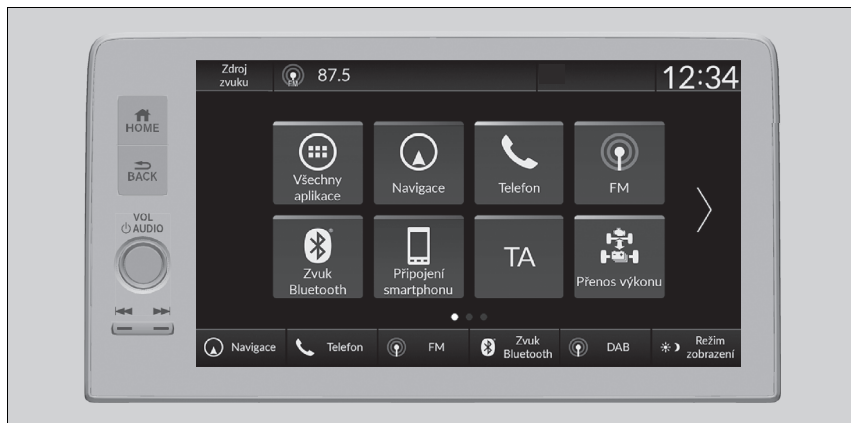 Zdroj
zvuku
FM
87.5
12:34
HOME
BACK
VOL
AUDIO
Všechny
aplikace
Navigace
Telefon
FM
Zvuk
Bluetooth
Připojení
smartphonu
TA
Přenos výkonu
Navigace
Telefon
FM
Zvuk
Bluetooth
DAB
Režim
zobrazení